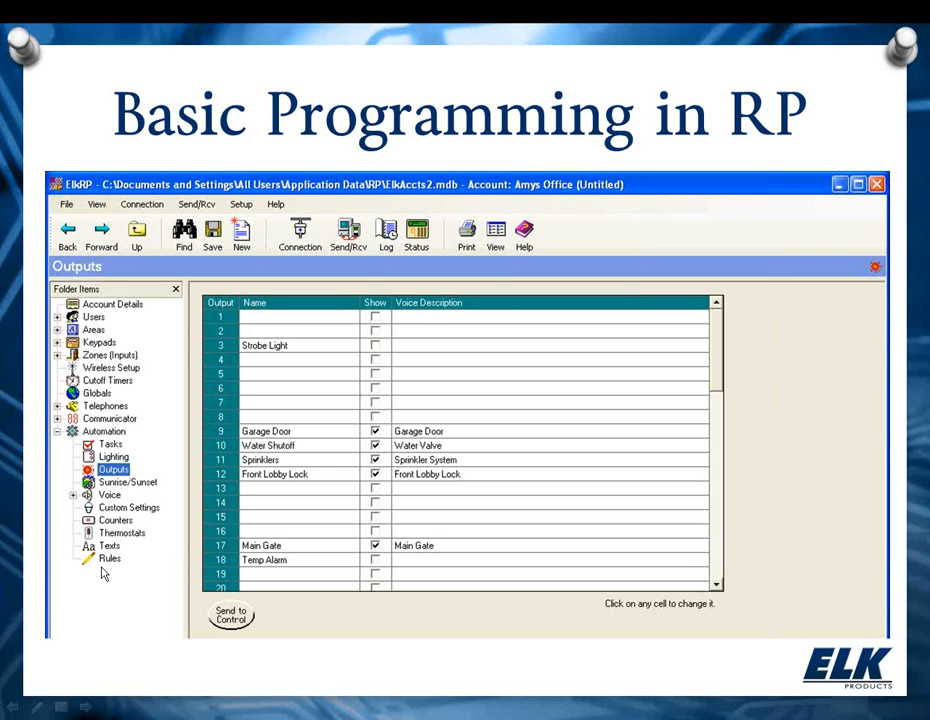 Basic Programming in RP
ElkRP - C:\Documents and Settings\All Users\Application Data\RP\ElkAccts2.mdb - Account: Amys Office (Untitled)
File View Connection Send/Rcv Setup Help
Back Forward Up Find Save New Connection Send/Rcv Log Status Print View Help
Outputs
Folder Items
Account Details
Users
Areas
Keypads
Zones (Inputs)
Wireless Setup
Cutoff Timers
Globals
Telephones
Communicator
Automation
Tasks
Lighting
Outputs
Sunrise/Sunset
Voice
Custom Settings
Counters
Thermostats
Texts
Rules
Output Name Show Voice Description
1
2
3 Strobe Light
4
5
6
7
8
9 Garage Door Garage Door
10 Water Shutoff Water Valve
11 Sprinklers Sprinkler System
12 Front Lobby Lock Front Lobby Lock
13
14
15
16
17 Main Gate Main Gate
18 Temp Alarm
19
20
Send to
Control
Click on any cell to change it.
ELK
PRODUCTS